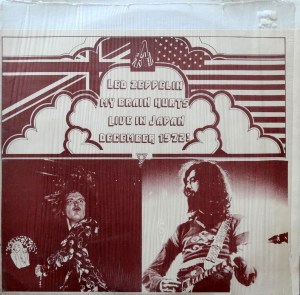 LED ZEPPELIN
MY BRAIN HURTS
LIVE IN JAPAN
DECEMBER 1972!